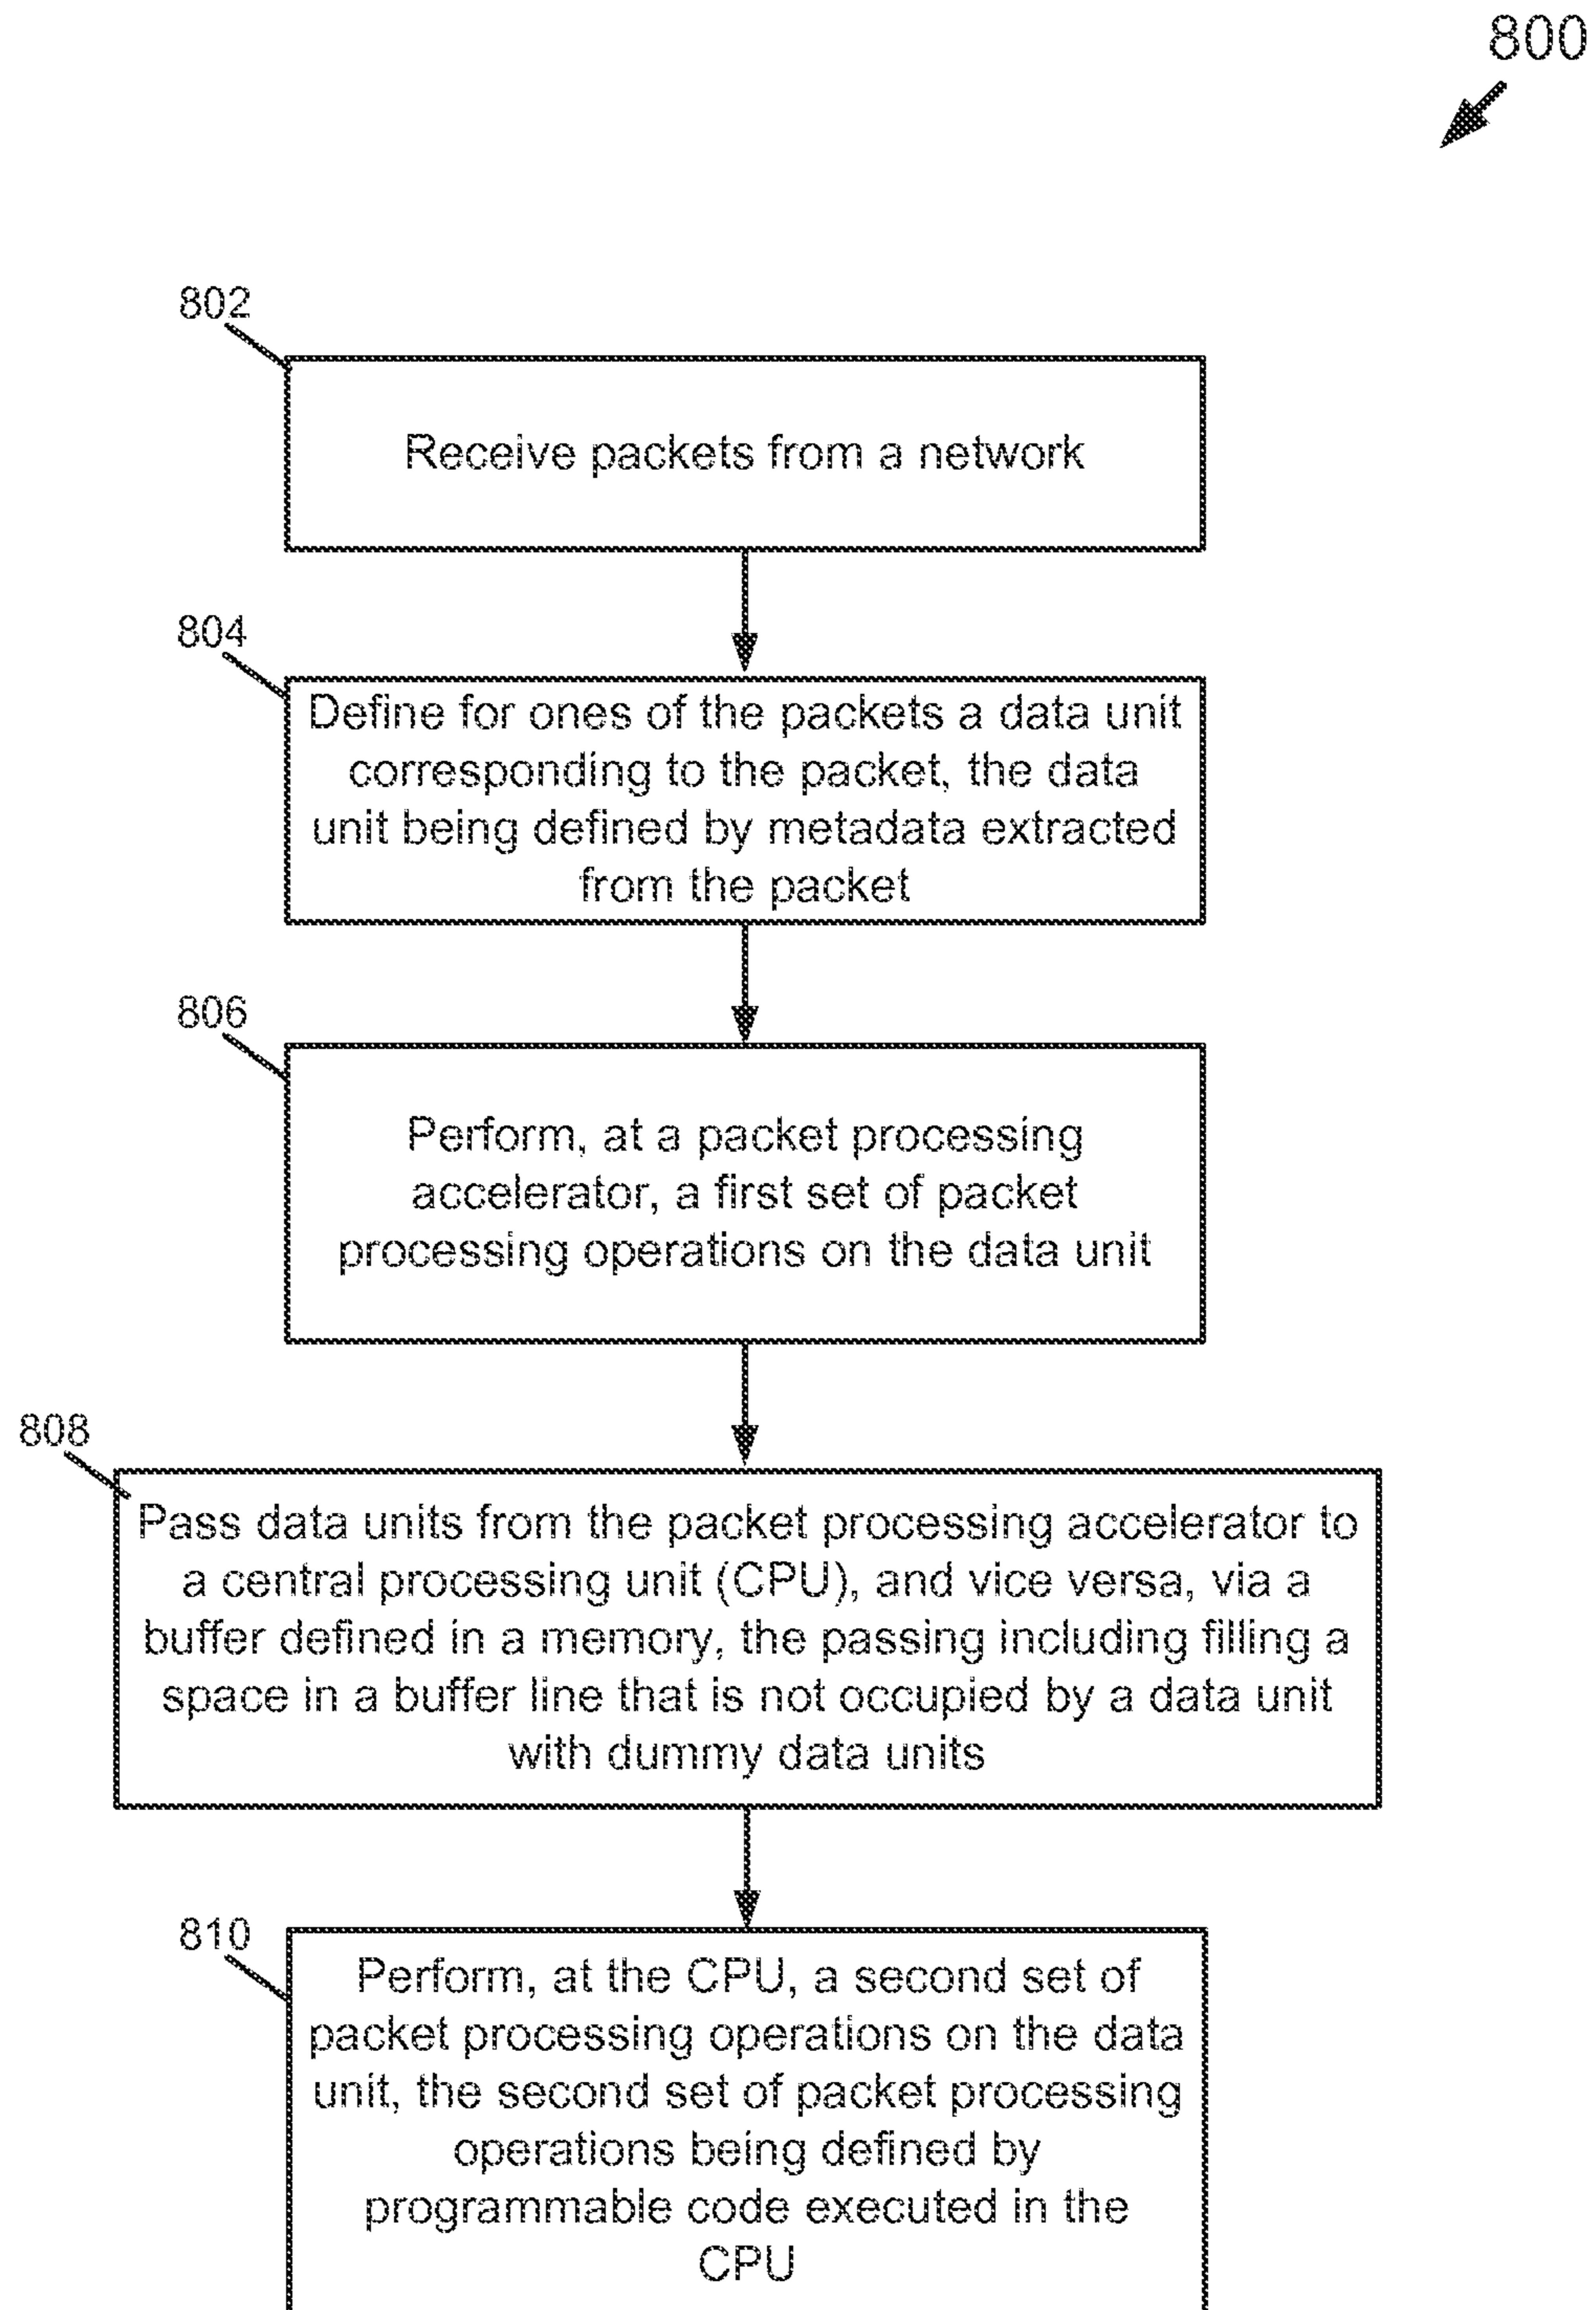 800
802
Receive packets from a network
804
Define for ones of the packets a data unit
corresponding to the packet, the data
unit being defined by metadata extracted
from the packet
806
Perform, at a packet processing
accelerator, a first set of packet
processing operations on the data unit
808
Pass data units from the packet processing accelerator to
a central processing unit (CPU), and vice versa, via a
buffer defined in a memory, the passing including filling a
space in a buffer line that is not occupied by a data unit
with dummy data units
810
Perform, at the CPU, a second set of
packet processing operations on the data
unit, the second set of packet processing
operations being defined by
programmable code executed in the
CPU